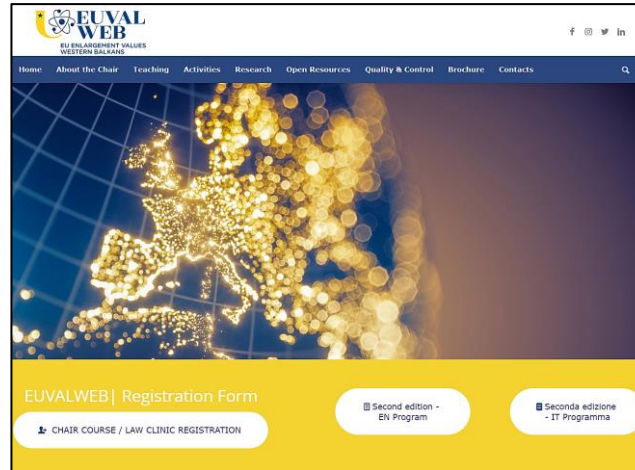 EUVAL
WEB
EU ENLARGEMENT VALUES
WESTERN BALKANS
Home About the Chair Teaching Activities Research Open Resources Quality & Control Brochure Contacts
EUVALWEB| Registration Form
CHAIR COURSE / LAW CLINIC REGISTRATION
Second edition -
EN Program
Seconda edizione
- IT Programma